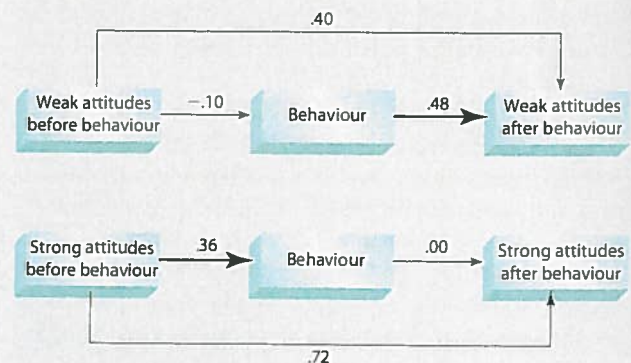 .40
Weak attitudes
before behaviour
−.10
Behaviour
.48
Weak attitudes
after behaviour
Strong attitudes
before behaviour
.36
Behaviour
.00
Strong attitudes
after behaviour
.72